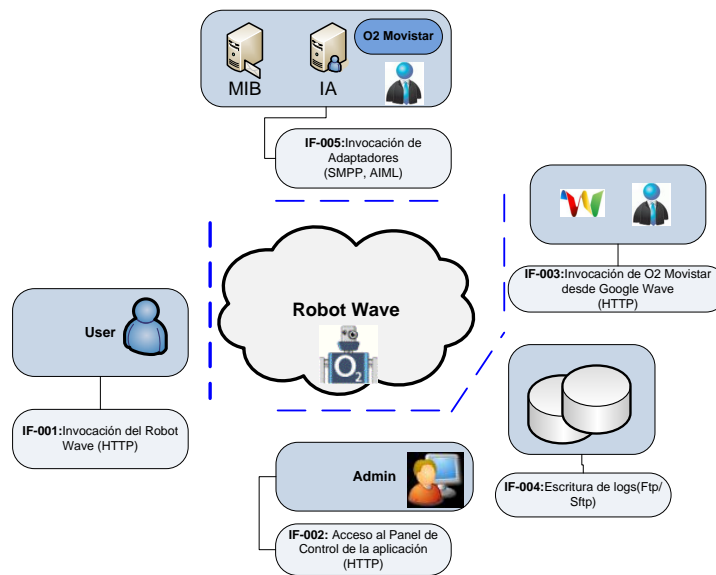 O2 Movistar
MIB
IA
IF-005:Invocación de
Adaptadores
(SMPP, AIML)
IF-003:Invocación de O2 Movistar
desde Google Wave
(HTTP)
Robot Wave
O2
User
IF-001:Invocación del Robot
Wave (HTTP)
IF-004:Escritura de logs(Ftp/
Sftp)
Admin
IF-002: Acceso al Panel de
Control de la aplicación
(HTTP)